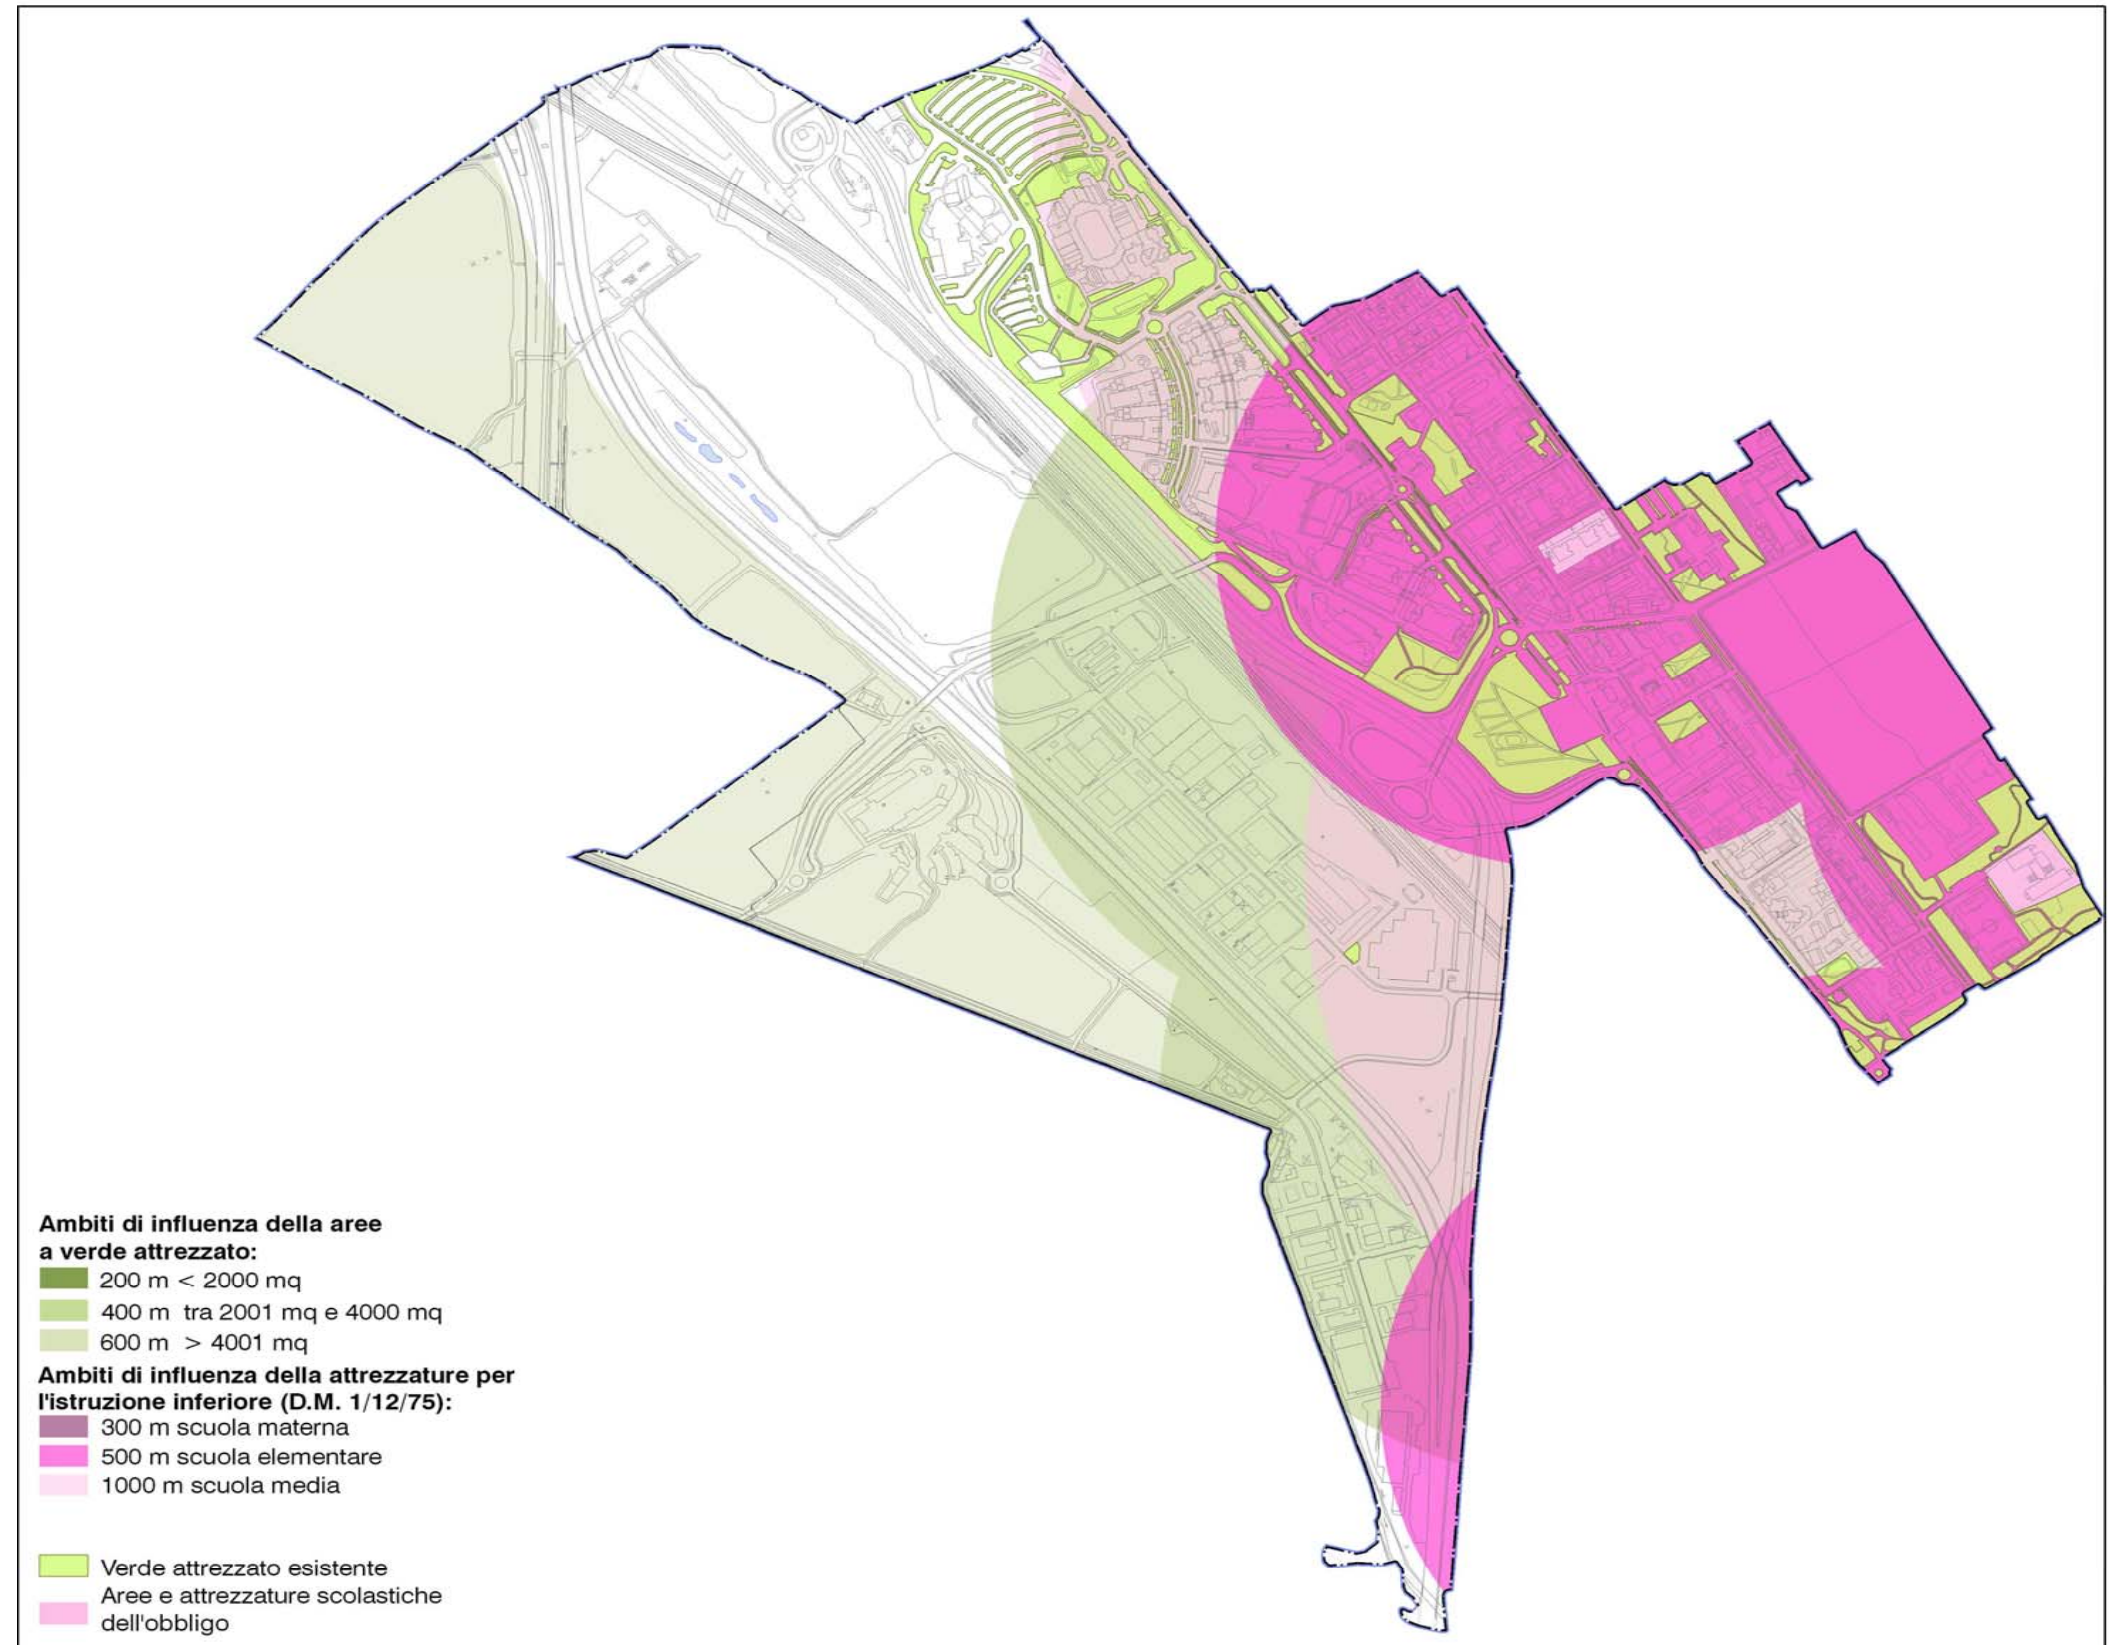 Ambiti di influenza della aree
a verde attrezzato:
200 m < 2000 mq
400 m tra 2001 mq e 4000 mq
600 m > 4001 mq
Ambiti di influenza della attrezzature per
l'istruzione inferiore (D.M. 1/12/75):
300 m scuola materna
500 m scuola elementare
1000 m scuola media
Verde attrezzato esistente
Aree e attrezzature scolastiche
dell'obbligo